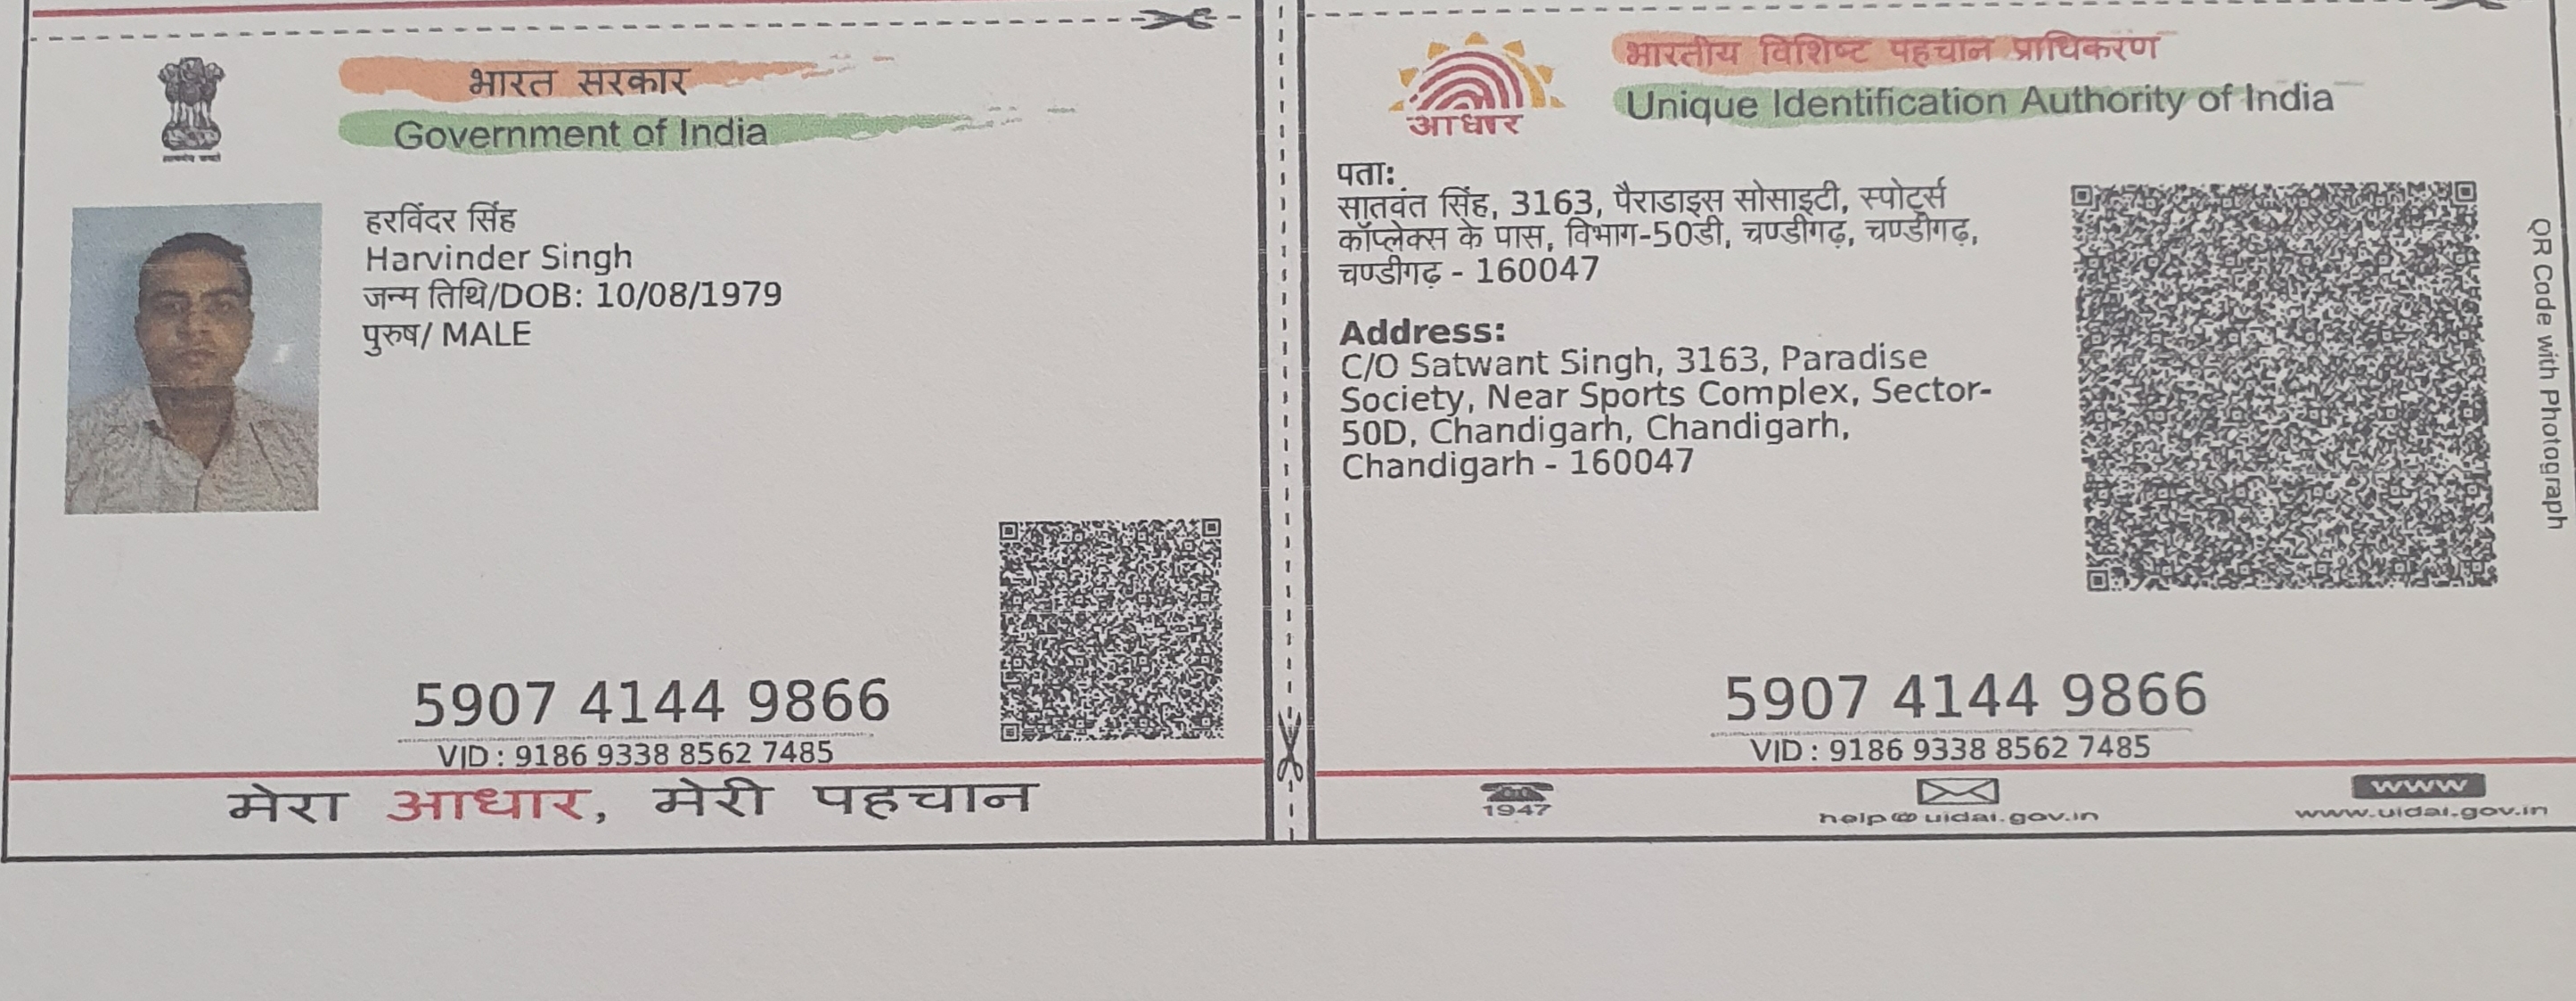 भारत सरकार
Government of India
हरविंदर सिंह
Harvinder Singh
जन्म तिथि/DOB: 10/08/1979
पुरुष/ MALE
5907 4144 9866
VID : 9186 9338 8562 7485
मेरा आधार, मेरी पहचान
भारतीय विशिष्ट पहचान प्राधिकरण
Unique Identification Authority of India
आधार
पता:
सातवंत सिंह, 3163, पैराडाइस सोसाइटी, स्पोर्ट्स
कॉप्लेक्स के पास, विभाग-50डी, चण्डीगढ़, चण्डीगढ़,
चण्डीगढ़ - 160047
Address:
C/O Satwant Singh, 3163, Paradise
Society, Near Sports Complex, Sector-
50D, Chandigarh, Chandigarh,
Chandigarh - 160047
QR Code with Photograph
5907 4144 9866
VID : 9186 9338 8562 7485
1947
help@uidai.gov.in
www
www.uidai.gov.in